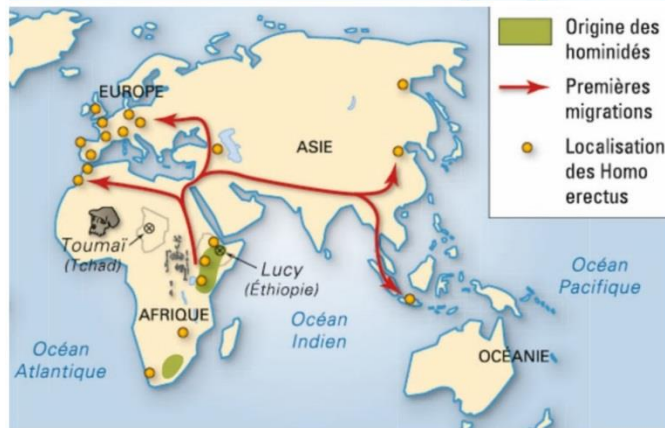 Origine des
hominidés
Premières
migrations
Localisation
des Homo
erectus
EUROPE
ASIE
Toumaï
(Tchad)
Lucy
(Éthiopie)
AFRIQUE
Océan
Indien
Océan
Pacifique
Océan
Atlantique
OCÉANIE